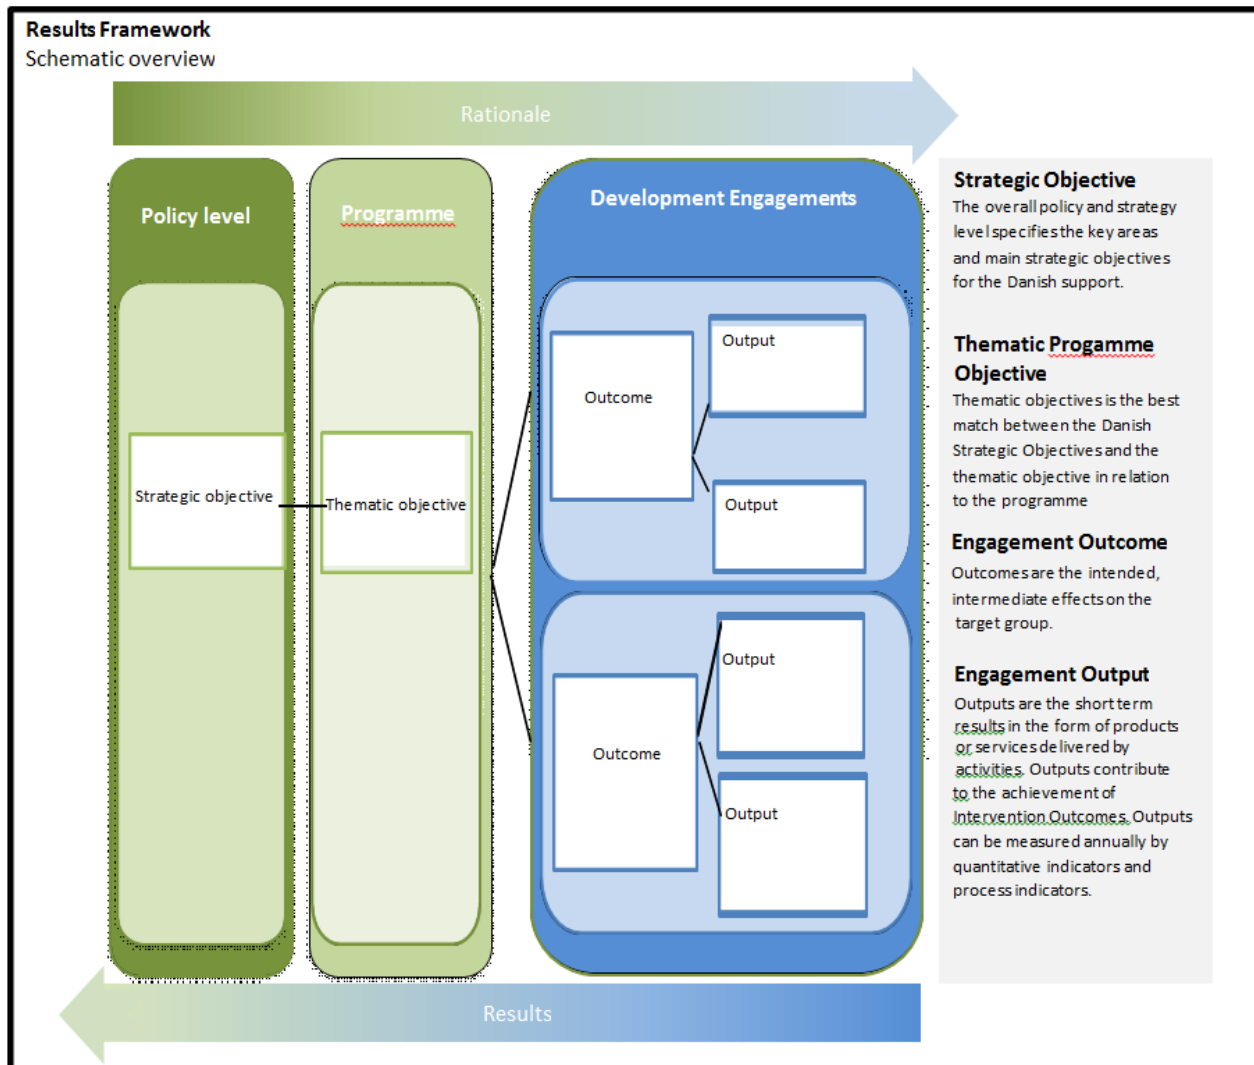 Results Framework
Schematic overview
Rationale
Policy level
Programme
Development Engagements
Strategic objective
Thematic objective
Outcome
Output
Output
Outcome
Output
Output
Strategic Objective
The overall policy and strategy
level specifies the key areas
and main strategic objectives
for the Danish support.
Thematic Progamme
Objective
Thematic objectives is the best
match between the Danish
Strategic Objectives and the
thematic objective in relation
to the programme
Engagement Outcome
Outcomes are the intended,
intermediate effects on the
target group.
Engagement Output
Outputs are the short term
results in the form of products
or services delivered by
activities. Outputs contribute
to the achievement of
Intervention Outcomes. Outputs
can be measured annually by
quantitative indicators and
process indicators.
Results